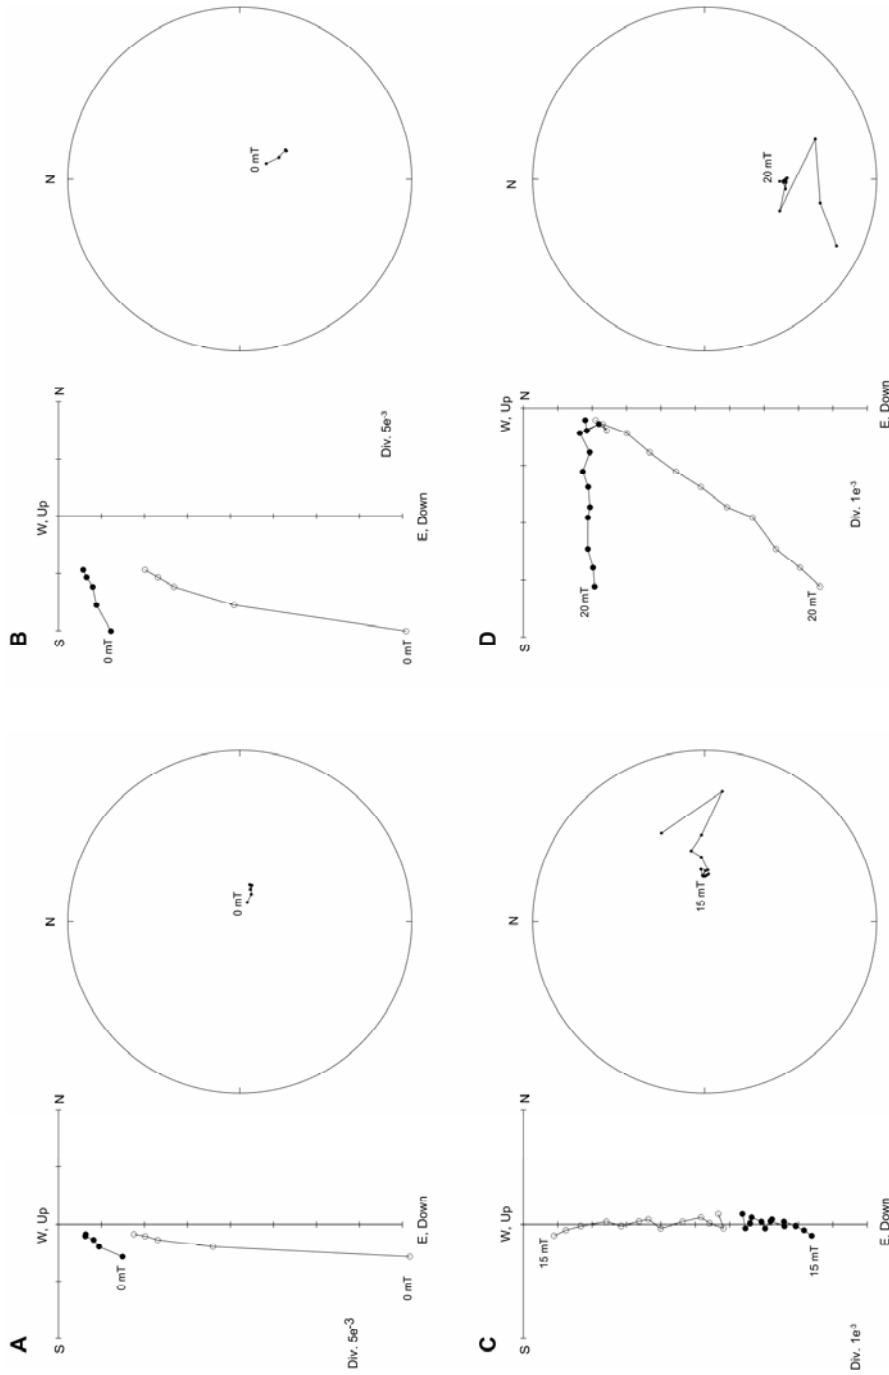 A
W, Up
S
N
0 mT
Div. 5e-3
0 mT
E, Down
N
0 mT
B
W, Up
S
N
0 mT
Div. 5e-3
0 mT
E, Down
N
0 mT
C
W, Up
S
N
15 mT
15 mT
Div. 1e-3
E, Down
N
15 mT
D
W, Up
S
N
20 mT
20 mT
Div. 1e-3
E, Down
N
20 mT